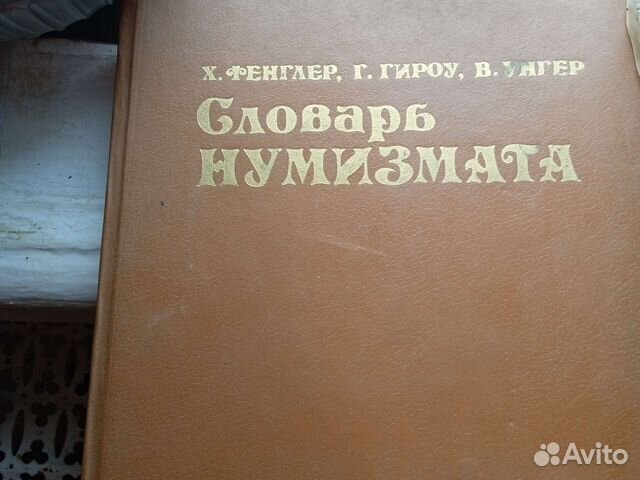 Х. ФЕНГЛЕР, Г. ГИРОУ, В. УНГЕР
Словарь
НУМИЗМАТА
Avito